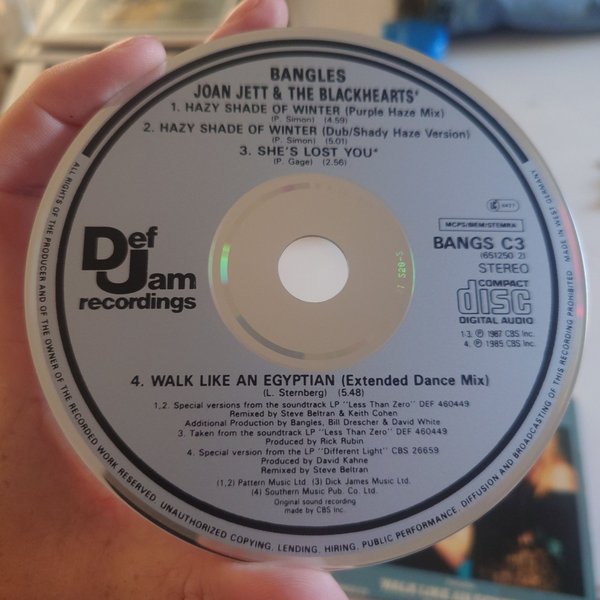 BANGLES
JOAN JETT & THE BLACKHEARTS*
1. HAZY SHADE OF WINTER (Purple Haze Mix)
(P. Simon) (4.59)
2. HAZY SHADE OF WINTER (Dub/Shady Haze Version)
(P. Simon) (5.01)
3. SHE'S LOST YOU*
(P. Gage) (2.56)
Def
Jam
recordings
MCPS/BIEM/STEMRA
BANGS C3
(651250 2)
STEREO
COMPACT
disc
DIGITAL AUDIO
1-3. ℗ 1987 CBS Inc.
4. ℗ 1985 CBS Inc.
4. WALK LIKE AN EGYPTIAN (Extended Dance Mix)
(L. Sternberg) (5.48)
1,2. Special versions from the soundtrack LP "Less Than Zero" DEF 460449
Remixed by Steve Beltran & Keith Cohen
Additional Production by Bangles, Bill Drescher & David White
3. Taken from the soundtrack LP "Less Than Zero" DEF 460449
Produced by Rick Rubin
4. Special version from the LP "Different Light" CBS 26659
Produced by David Kahne
Remixed by Steve Beltran
(1,2) Pattern Music Ltd. (3) Dick James Music Ltd.
(4) Southern Music Pub. Co. Ltd.
Original sound recording
made by CBS Inc.
ALL RIGHTS OF THE PRODUCER AND OF THE OWNER OF THE RECORDED WORK RESERVED. UNAUTHORIZED COPYING, LENDING, HIRING, PUBLIC PERFORMANCE, DIFFUSION AND BROADCASTING OF THIS RECORDING PROHIBITED MADE IN WEST GERMANY